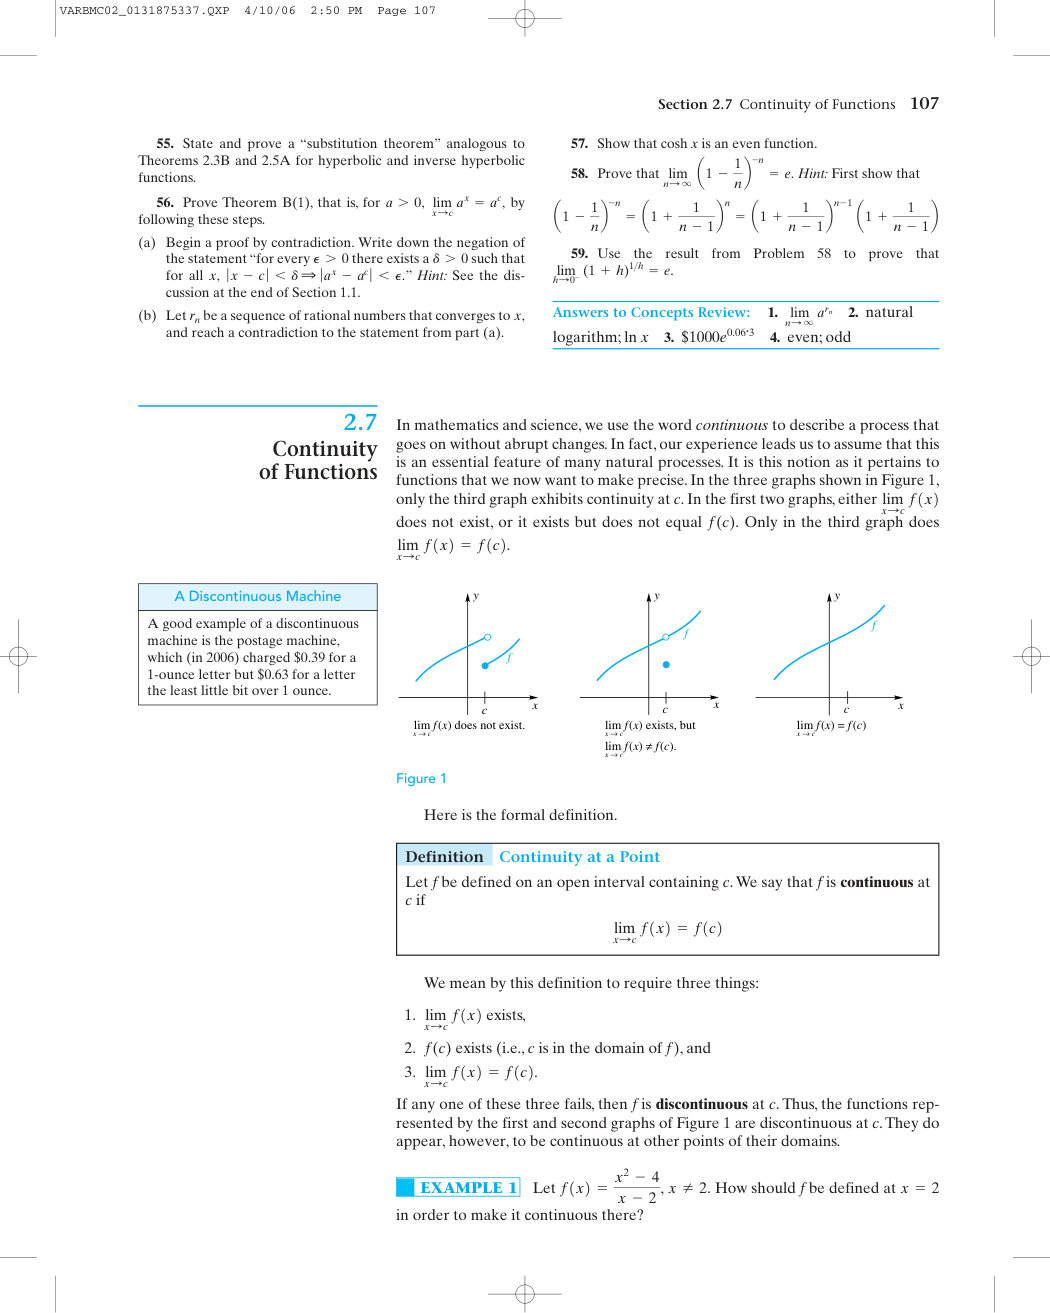 VARBMC02_0131875337.QXP 4/10/06 2:50 PM Page 107
Section 2.7 Continuity of Functions 107
55. State and prove a “substitution theorem” analogous to
Theorems 2.3B and 2.5A for hyperbolic and inverse hyperbolic
functions.
56. Prove Theorem B(1), that is, for a > 0, lim x→c aˣ = aᶜ, by
following these steps.
(a) Begin a proof by contradiction. Write down the negation of
the statement “for every ϵ > 0 there exists a δ > 0 such that
for all x, |x − c| < δ ⇒ |aˣ − aᶜ| < ϵ.” Hint: See the dis-
cussion at the end of Section 1.1.
(b) Let rₙ be a sequence of rational numbers that converges to x,
and reach a contradiction to the statement from part (a).
57. Show that cosh x is an even function.
58. Prove that lim n→∞ (1 − 1/n)⁻ⁿ = e. Hint: First show that
(1 − 1/n)⁻ⁿ = (1 + 1/(n − 1))ⁿ = (1 + 1/(n − 1))ⁿ⁻¹ (1 + 1/(n − 1))
59. Use the result from Problem 58 to prove that
lim h→0⁻ (1 + h)^(1/h) = e.
Answers to Concepts Review: 1. lim n→∞ a^(rₙ) 2. natural
logarithm; ln x 3. $1000e^(0.06·3) 4. even; odd
2.7
Continuity
of Functions
In mathematics and science, we use the word continuous to describe a process that
goes on without abrupt changes. In fact, our experience leads us to assume that this
is an essential feature of many natural processes. It is this notion as it pertains to
functions that we now want to make precise. In the three graphs shown in Figure 1,
only the third graph exhibits continuity at c. In the first two graphs, either lim x→c f(x)
does not exist, or it exists but does not equal f(c). Only in the third graph does
lim x→c f(x) = f(c).
A Discontinuous Machine
A good example of a discontinuous
machine is the postage machine,
which (in 2006) charged $0.39 for a
1-ounce letter but $0.63 for a letter
the least little bit over 1 ounce.
y
f
c
x
lim x→c f(x) does not exist.
y
f
c
x
lim x→c f(x) exists, but
lim x→c f(x) ≠ f(c).
y
f
c
x
lim x→c f(x) = f(c)
Figure 1
Here is the formal definition.
Definition Continuity at a Point
Let f be defined on an open interval containing c. We say that f is continuous at
c if
lim x→c f(x) = f(c)
We mean by this definition to require three things:
1. lim x→c f(x) exists,
2. f(c) exists (i.e., c is in the domain of f), and
3. lim x→c f(x) = f(c).
If any one of these three fails, then f is discontinuous at c. Thus, the functions rep-
resented by the first and second graphs of Figure 1 are discontinuous at c. They do
appear, however, to be continuous at other points of their domains.
EXAMPLE 1 Let f(x) = (x² − 4)/(x − 2), x ≠ 2. How should f be defined at x = 2
in order to make it continuous there?